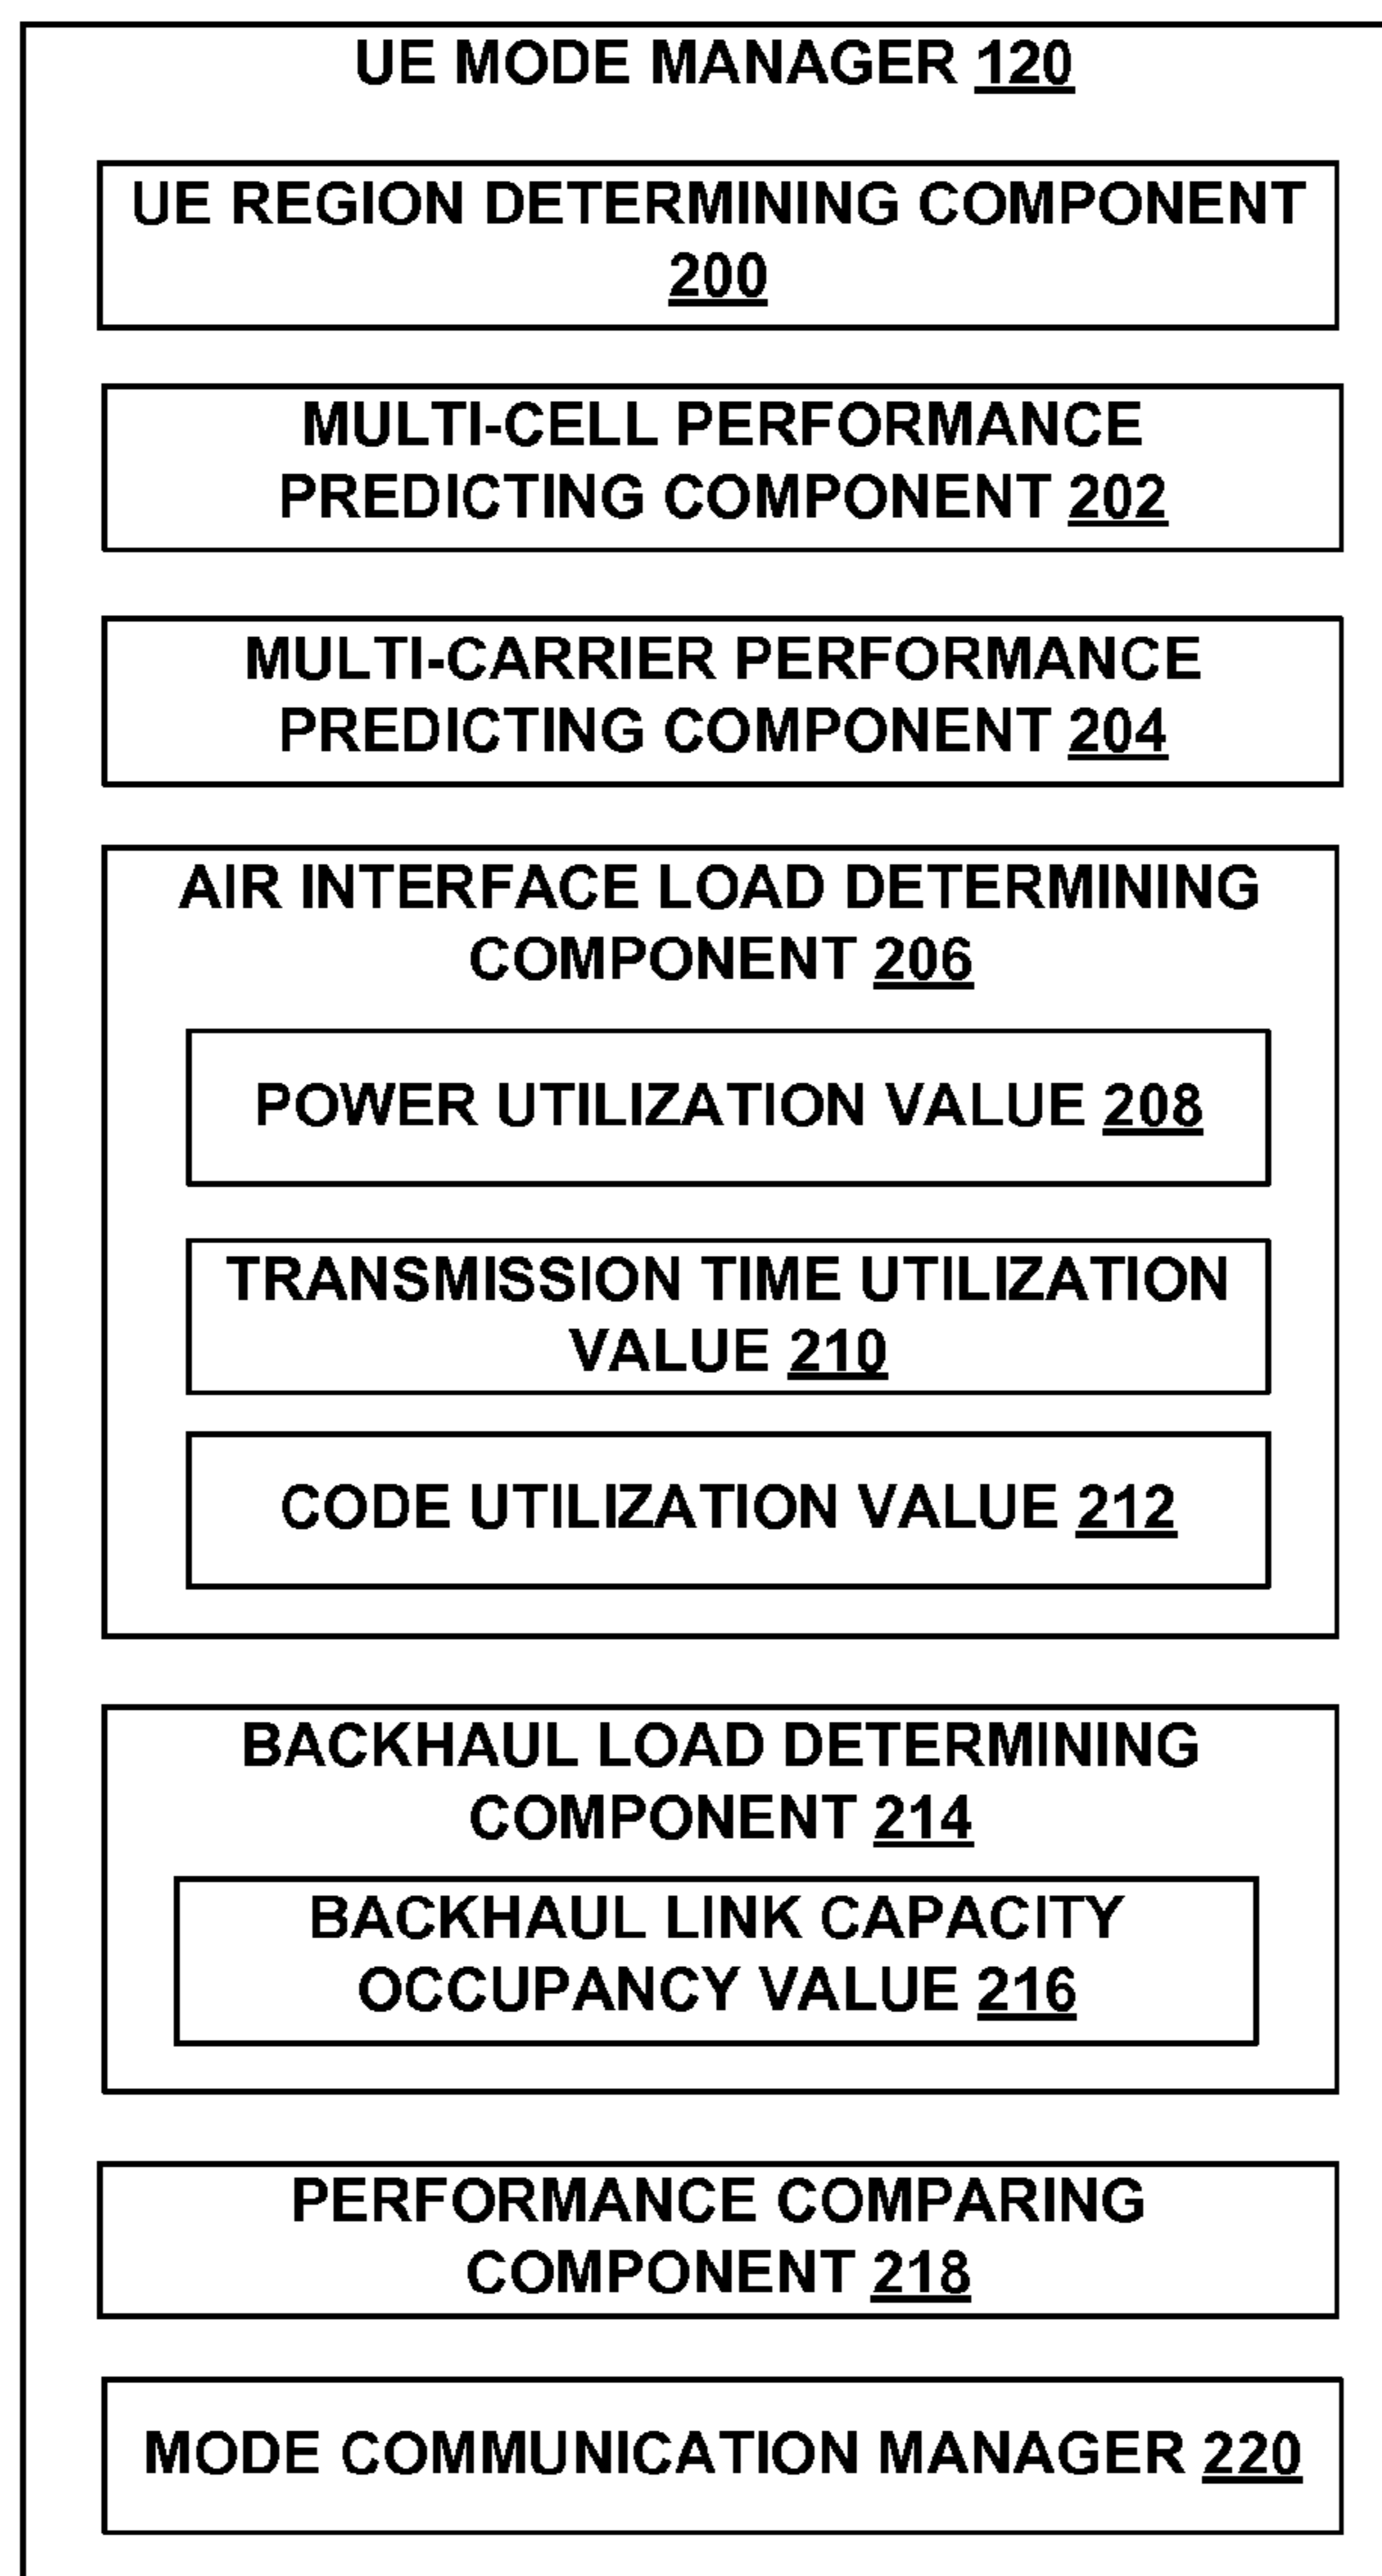 UE MODE MANAGER 120
UE REGION DETERMINING COMPONENT
200
MULTI-CELL PERFORMANCE
PREDICTING COMPONENT 202
MULTI-CARRIER PERFORMANCE
PREDICTING COMPONENT 204
AIR INTERFACE LOAD DETERMINING
COMPONENT 206
POWER UTILIZATION VALUE 208
TRANSMISSION TIME UTILIZATION
VALUE 210
CODE UTILIZATION VALUE 212
BACKHAUL LOAD DETERMINING
COMPONENT 214
BACKHAUL LINK CAPACITY
OCCUPANCY VALUE 216
PERFORMANCE COMPARING
COMPONENT 218
MODE COMMUNICATION MANAGER 220